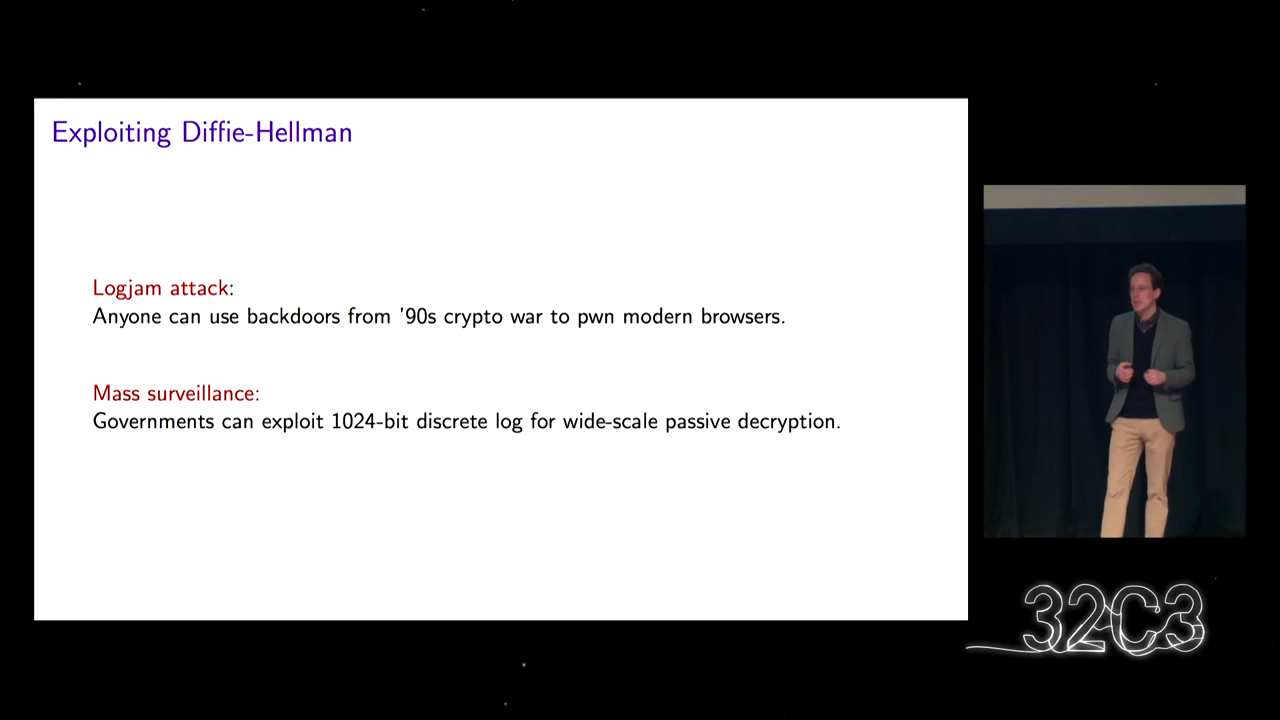 Exploiting Diffie-Hellman
Logjam attack:
Anyone can use backdoors from '90s crypto war to pwn modern browsers.
Mass surveillance:
Governments can exploit 1024-bit discrete log for wide-scale passive decryption.
32C3